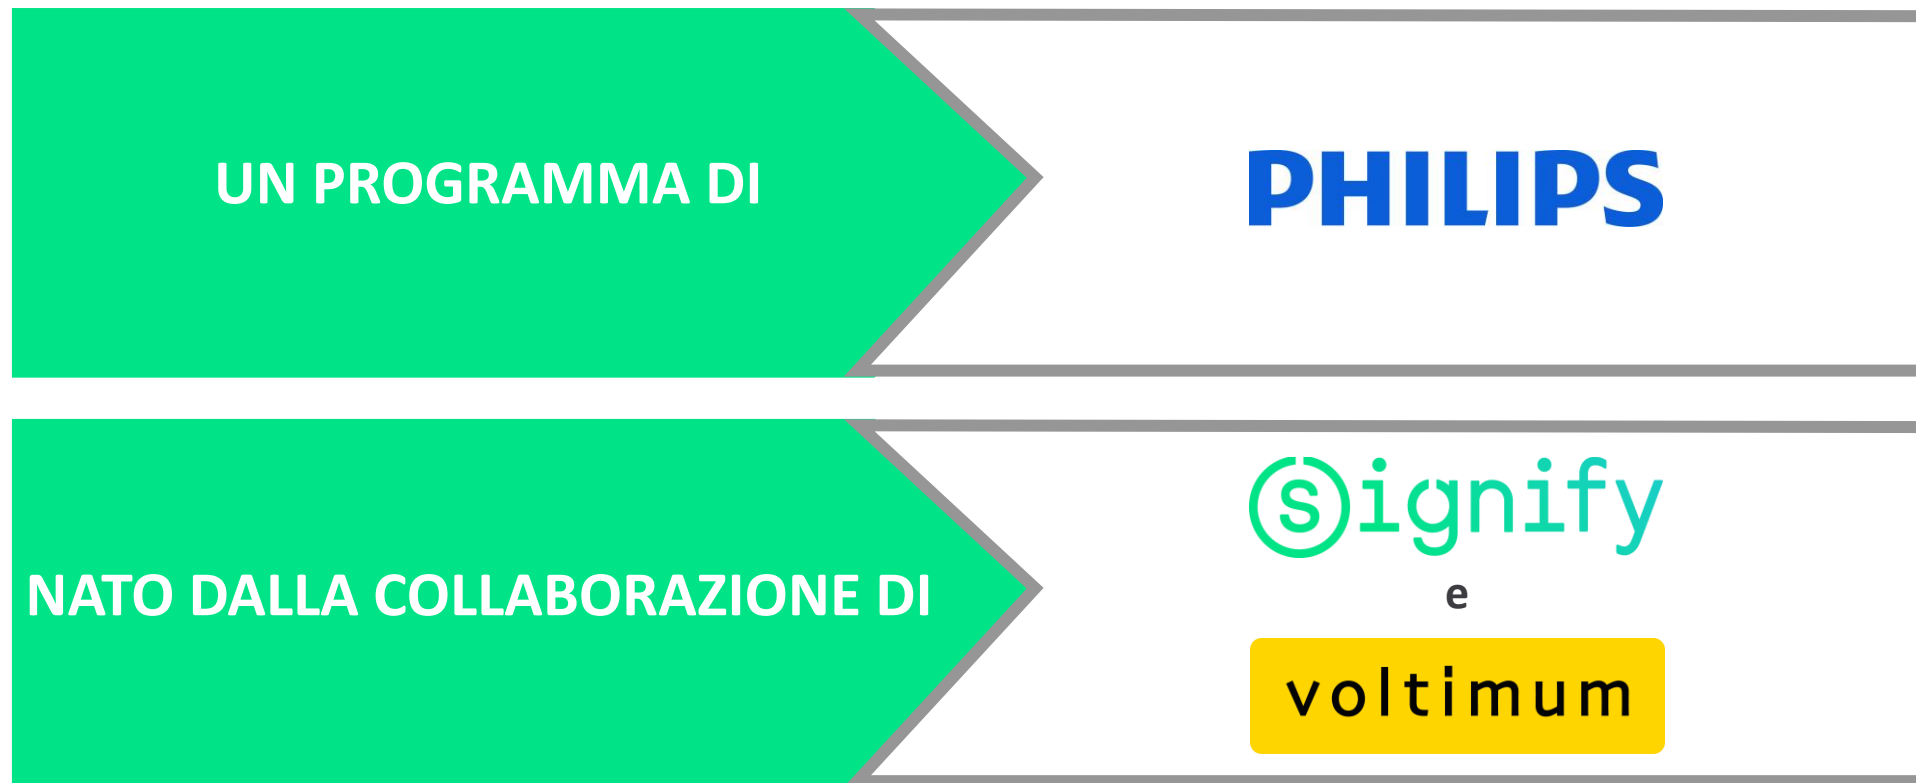 UN PROGRAMMA DI
PHILIPS
NATO DALLA COLLABORAZIONE DI
signify
e
voltimum